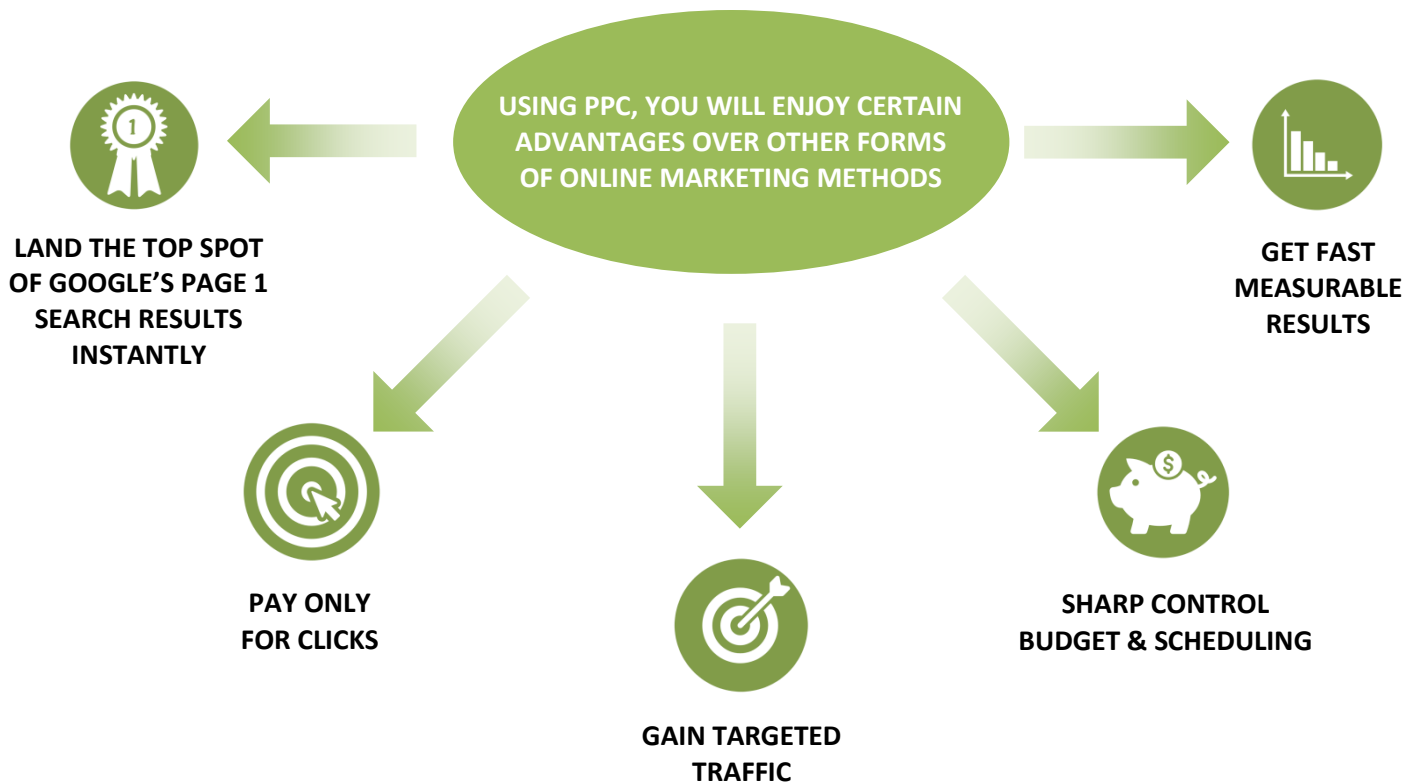 USING PPC, YOU WILL ENJOY CERTAIN
ADVANTAGES OVER OTHER FORMS
OF ONLINE MARKETING METHODS
1
LAND THE TOP SPOT
OF GOOGLE’S PAGE 1
SEARCH RESULTS
INSTANTLY
PAY ONLY
FOR CLICKS
GAIN TARGETED
TRAFFIC
$
SHARP CONTROL
BUDGET & SCHEDULING
GET FAST
MEASURABLE
RESULTS